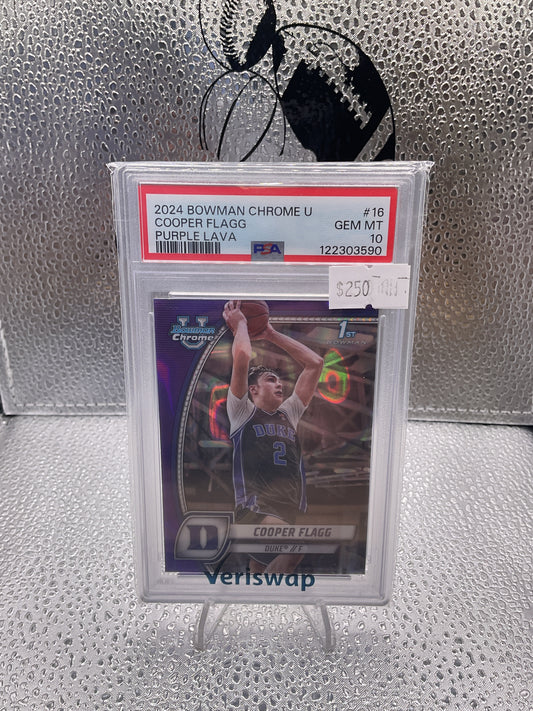 2024 BOWMAN CHROME U #16
COOPER FLAGG GEM MT
PURPLE LAVA PSA 10
122303590
$250
U
BOWMAN
Chrome
1ST
BOWMAN
DUKE
2
D
COOPER FLAGG
DUKE® // F
Veriswap